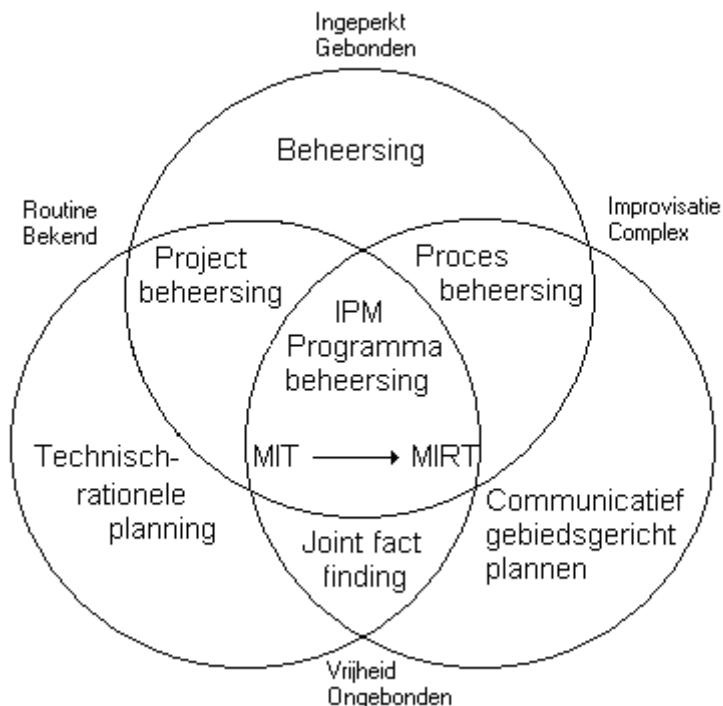 Ingeperkt
Gebonden
Beheersing
Routine
Bekend
Improvisatie
Complex
Project
beheersing
Proces
beheersing
IPM
Programma
beheersing
MIT → MIRT
Technisch-
rationele
planning
Communicatief
gebiedsgericht
plannen
Joint fact
finding
Vrijheid
Ongebonden